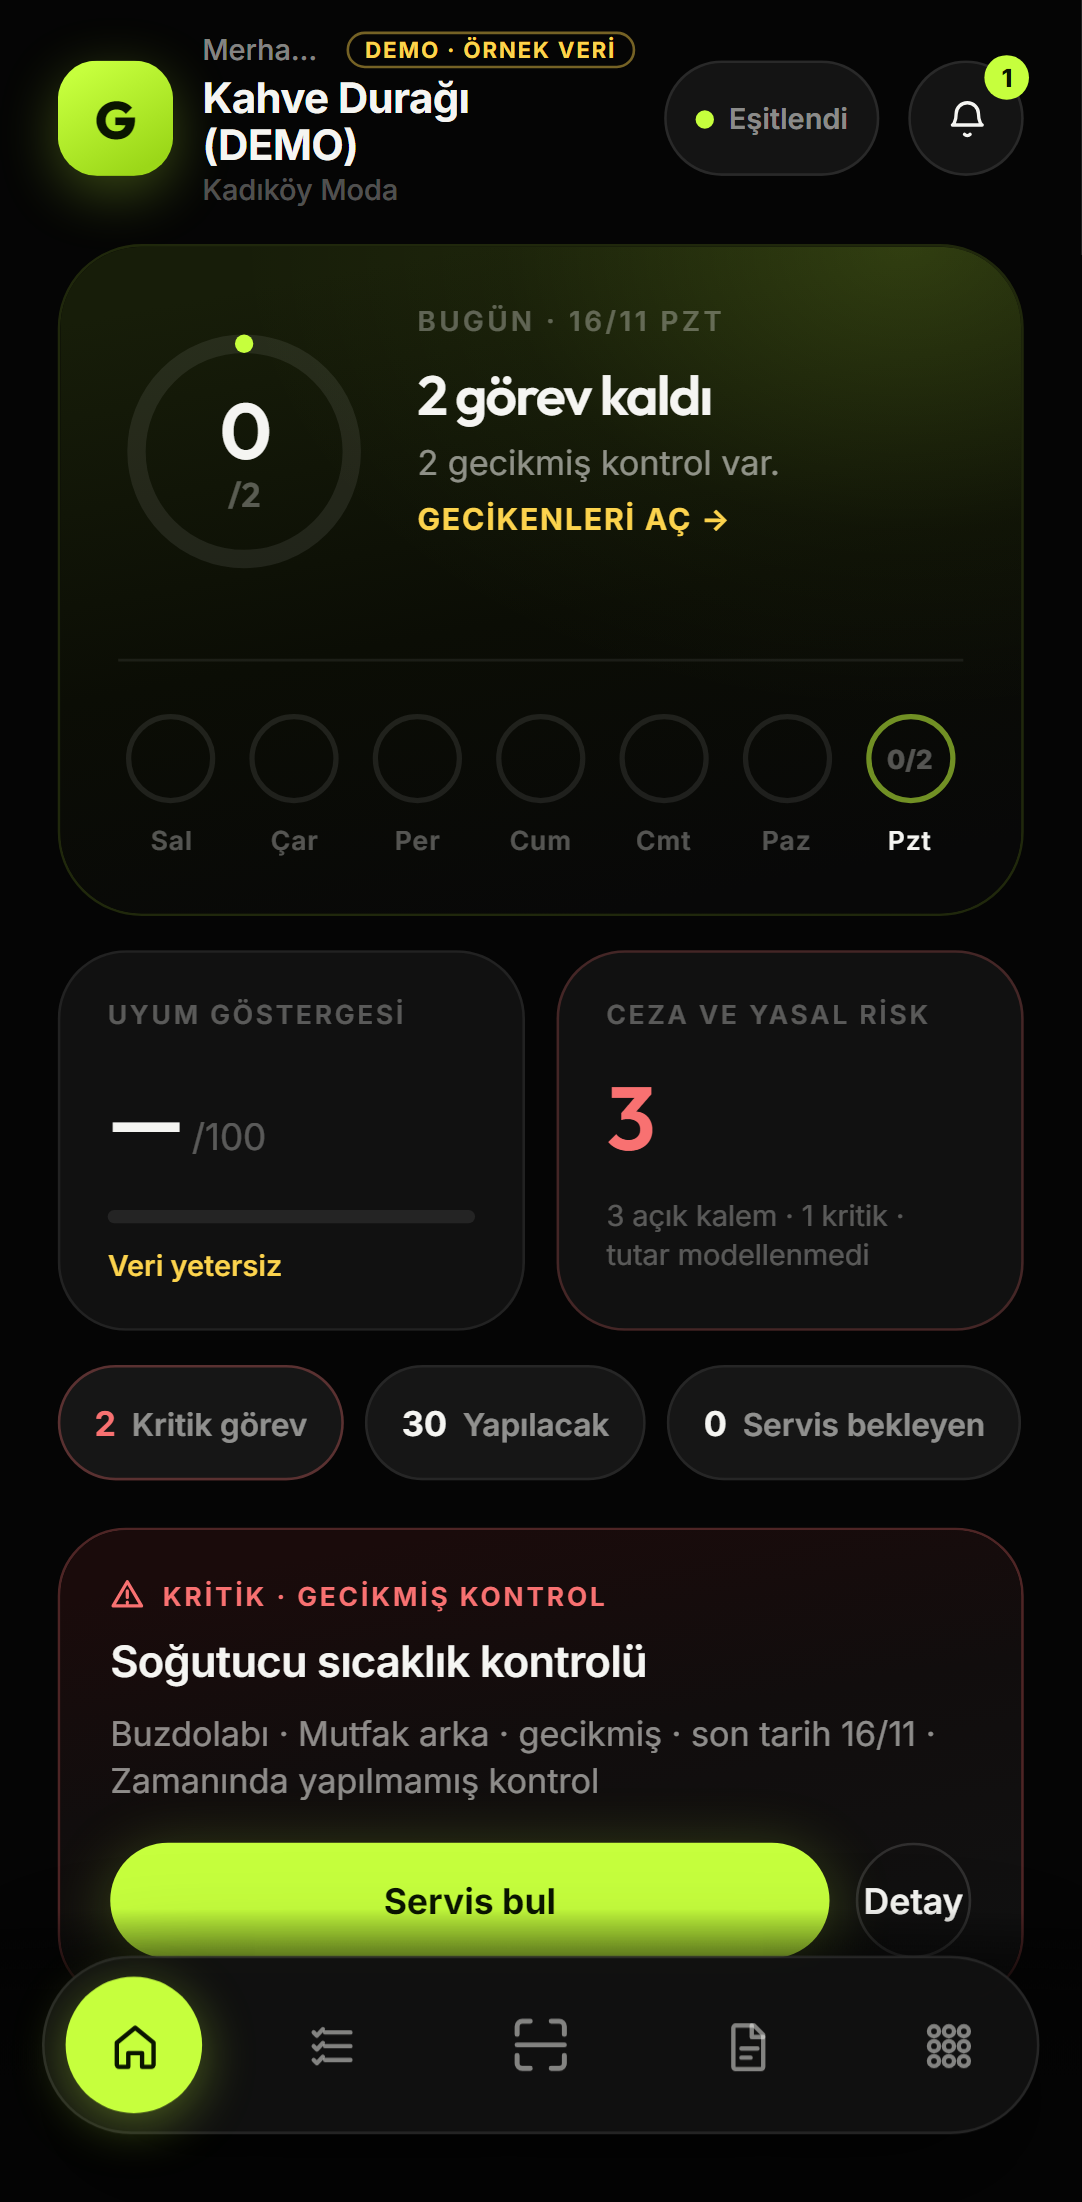 G
Merha...
DEMO · ÖRNEK VERİ
Kahve Durağı
(DEMO)
Kadıköy Moda
Eşitlendi
1
BUGÜN · 16/11 PZT
0
/2
2 görev kaldı
2 gecikmiş kontrol var.
GECİKENLERİ AÇ →
0/2
Sal Çar Per Cum Cmt Paz Pzt
UYUM GÖSTERGESİ
— /100
Veri yetersiz
CEZA VE YASAL RİSK
3
3 açık kalem · 1 kritik ·
tutar modellenmedi
2 Kritik görev
30 Yapılacak
0 Servis bekleyen
KRİTİK · GECİKMİŞ KONTROL
Soğutucu sıcaklık kontrolü
Buzdolabı · Mutfak arka · gecikmiş · son tarih 16/11 ·
Zamanında yapılmamış kontrol
Servis bul
Detay